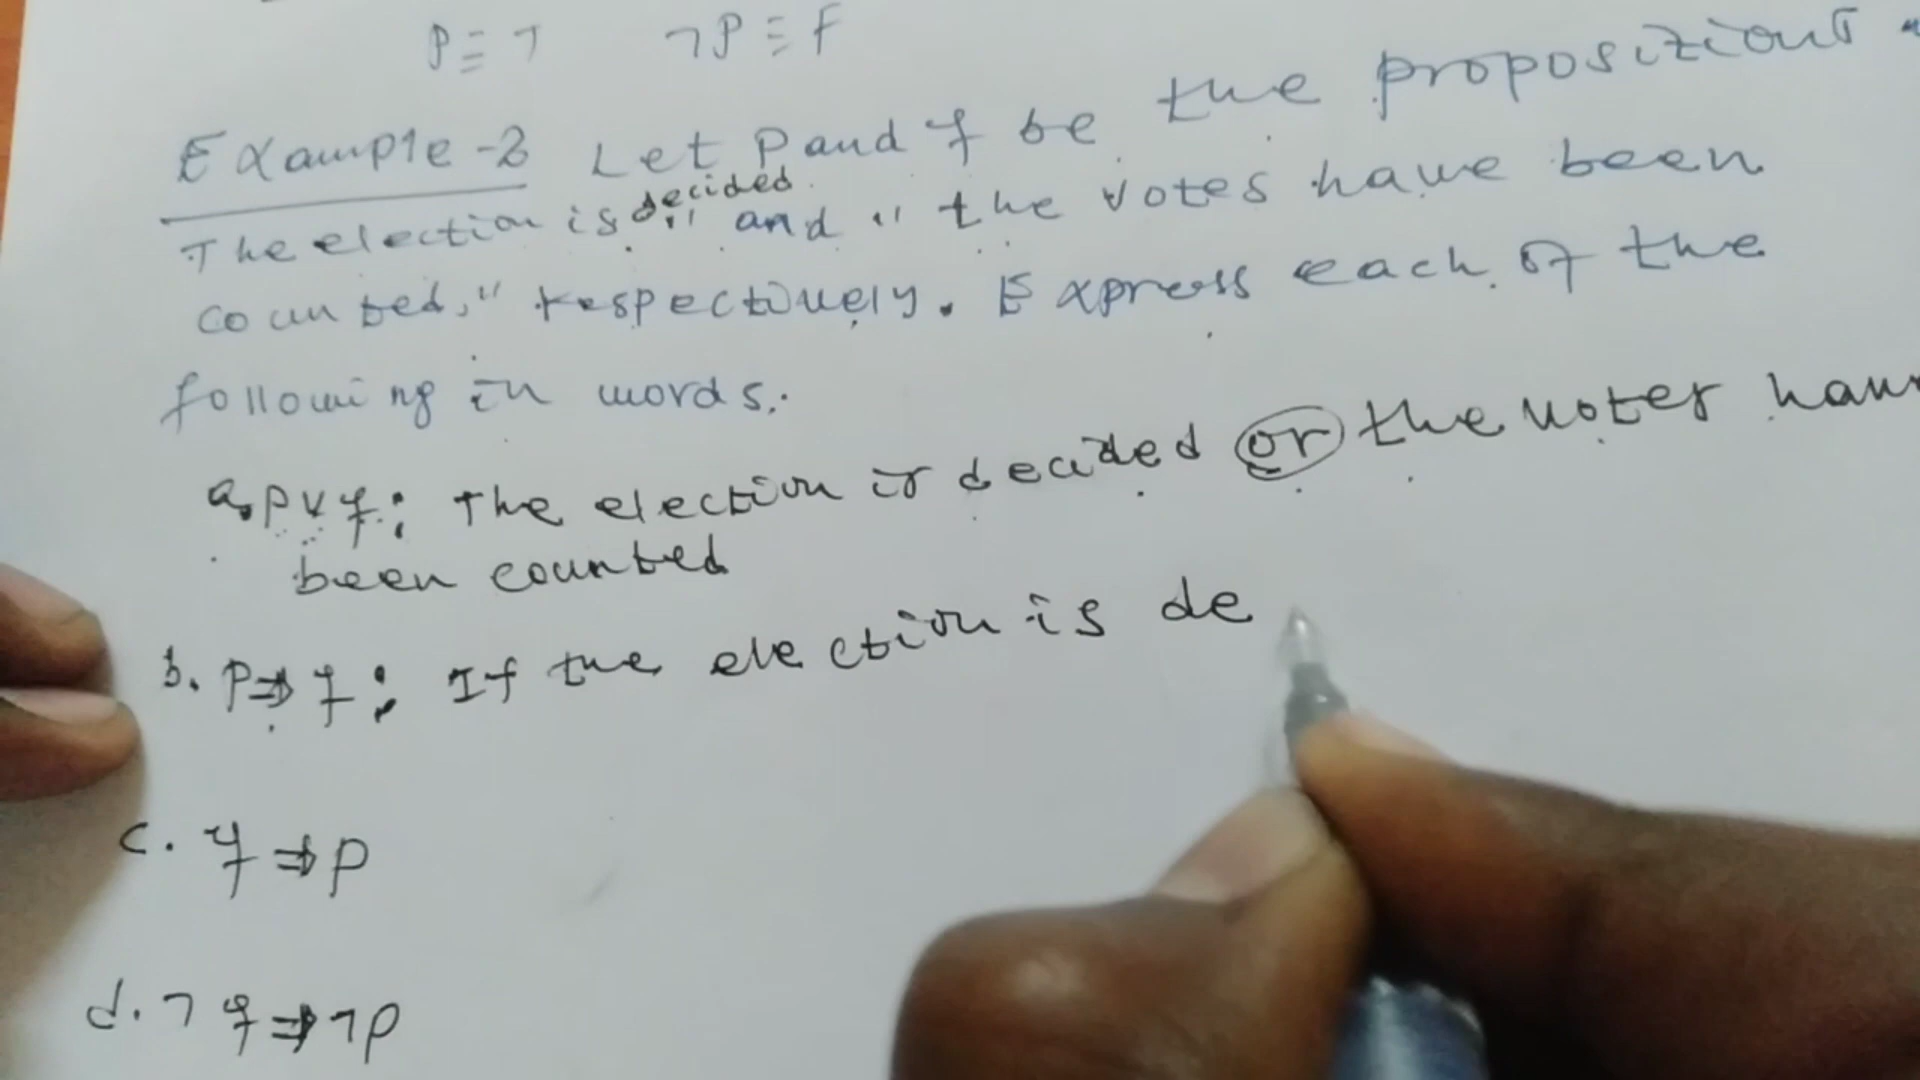 P ≡ T ¬P ≡ F
Example-2 Let P and q be the propositions "
The election is decided" and "the votes have been
counted," respectively. Express each of the
following in words.
a. p ∨ q: The election is decided or the votes have
been counted
b. P ⇒ q: If the election is de
c. q ⇒ p
d. ¬q ⇒ ¬p